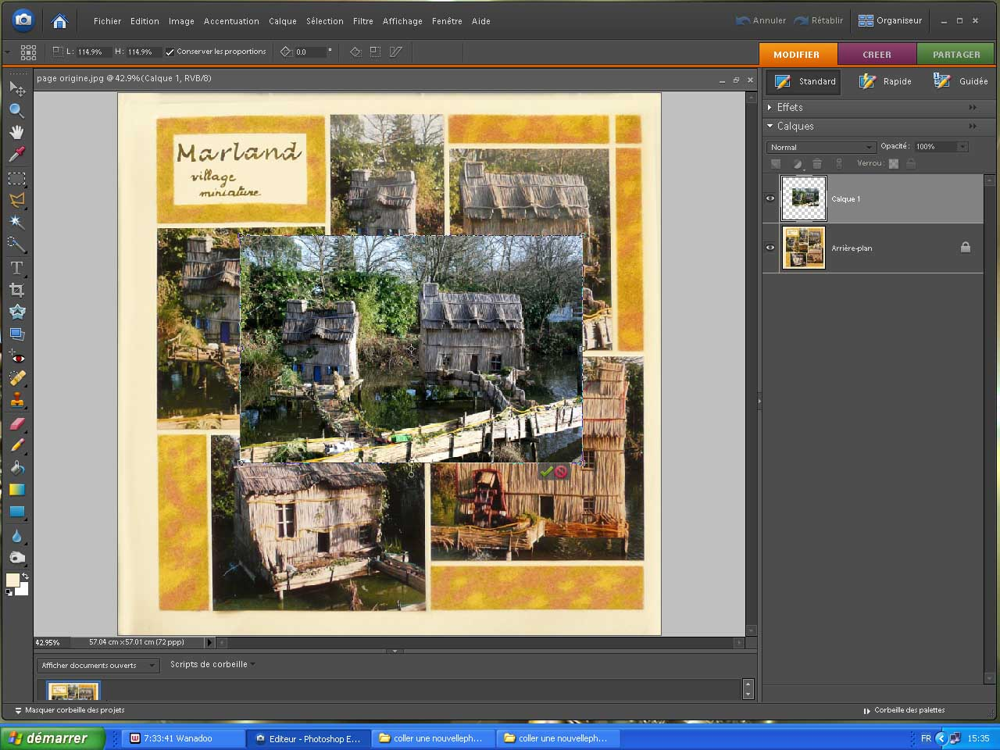 Fichier Edition Image Accentuation Calque Sélection Filtre Affichage Fenêtre Aide
Annuler Rétablir Organiseur
L: 114.9% H: 114.9% Conserver les proportions 0.0 °
MODIFIER CREER PARTAGER
page origine.jpg @ 42.9%(Calque 1, RVB/8)
Standard Rapide Guidée
Effets
Calques
Normal Opacité: 100%
Verrou:
Calque 1
Arrière-plan
Marland
village
miniature
42.95% 57.04 cm x 57.01 cm (72 ppp)
Afficher documents ouverts Scripts de corbeille
Masquer corbeille des projets
Corbeille des palettes
démarrer 7:33:41 Wanadoo Editeur - Photoshop E... coller une nouvelleph... coller une nouvelleph... FR 15:35